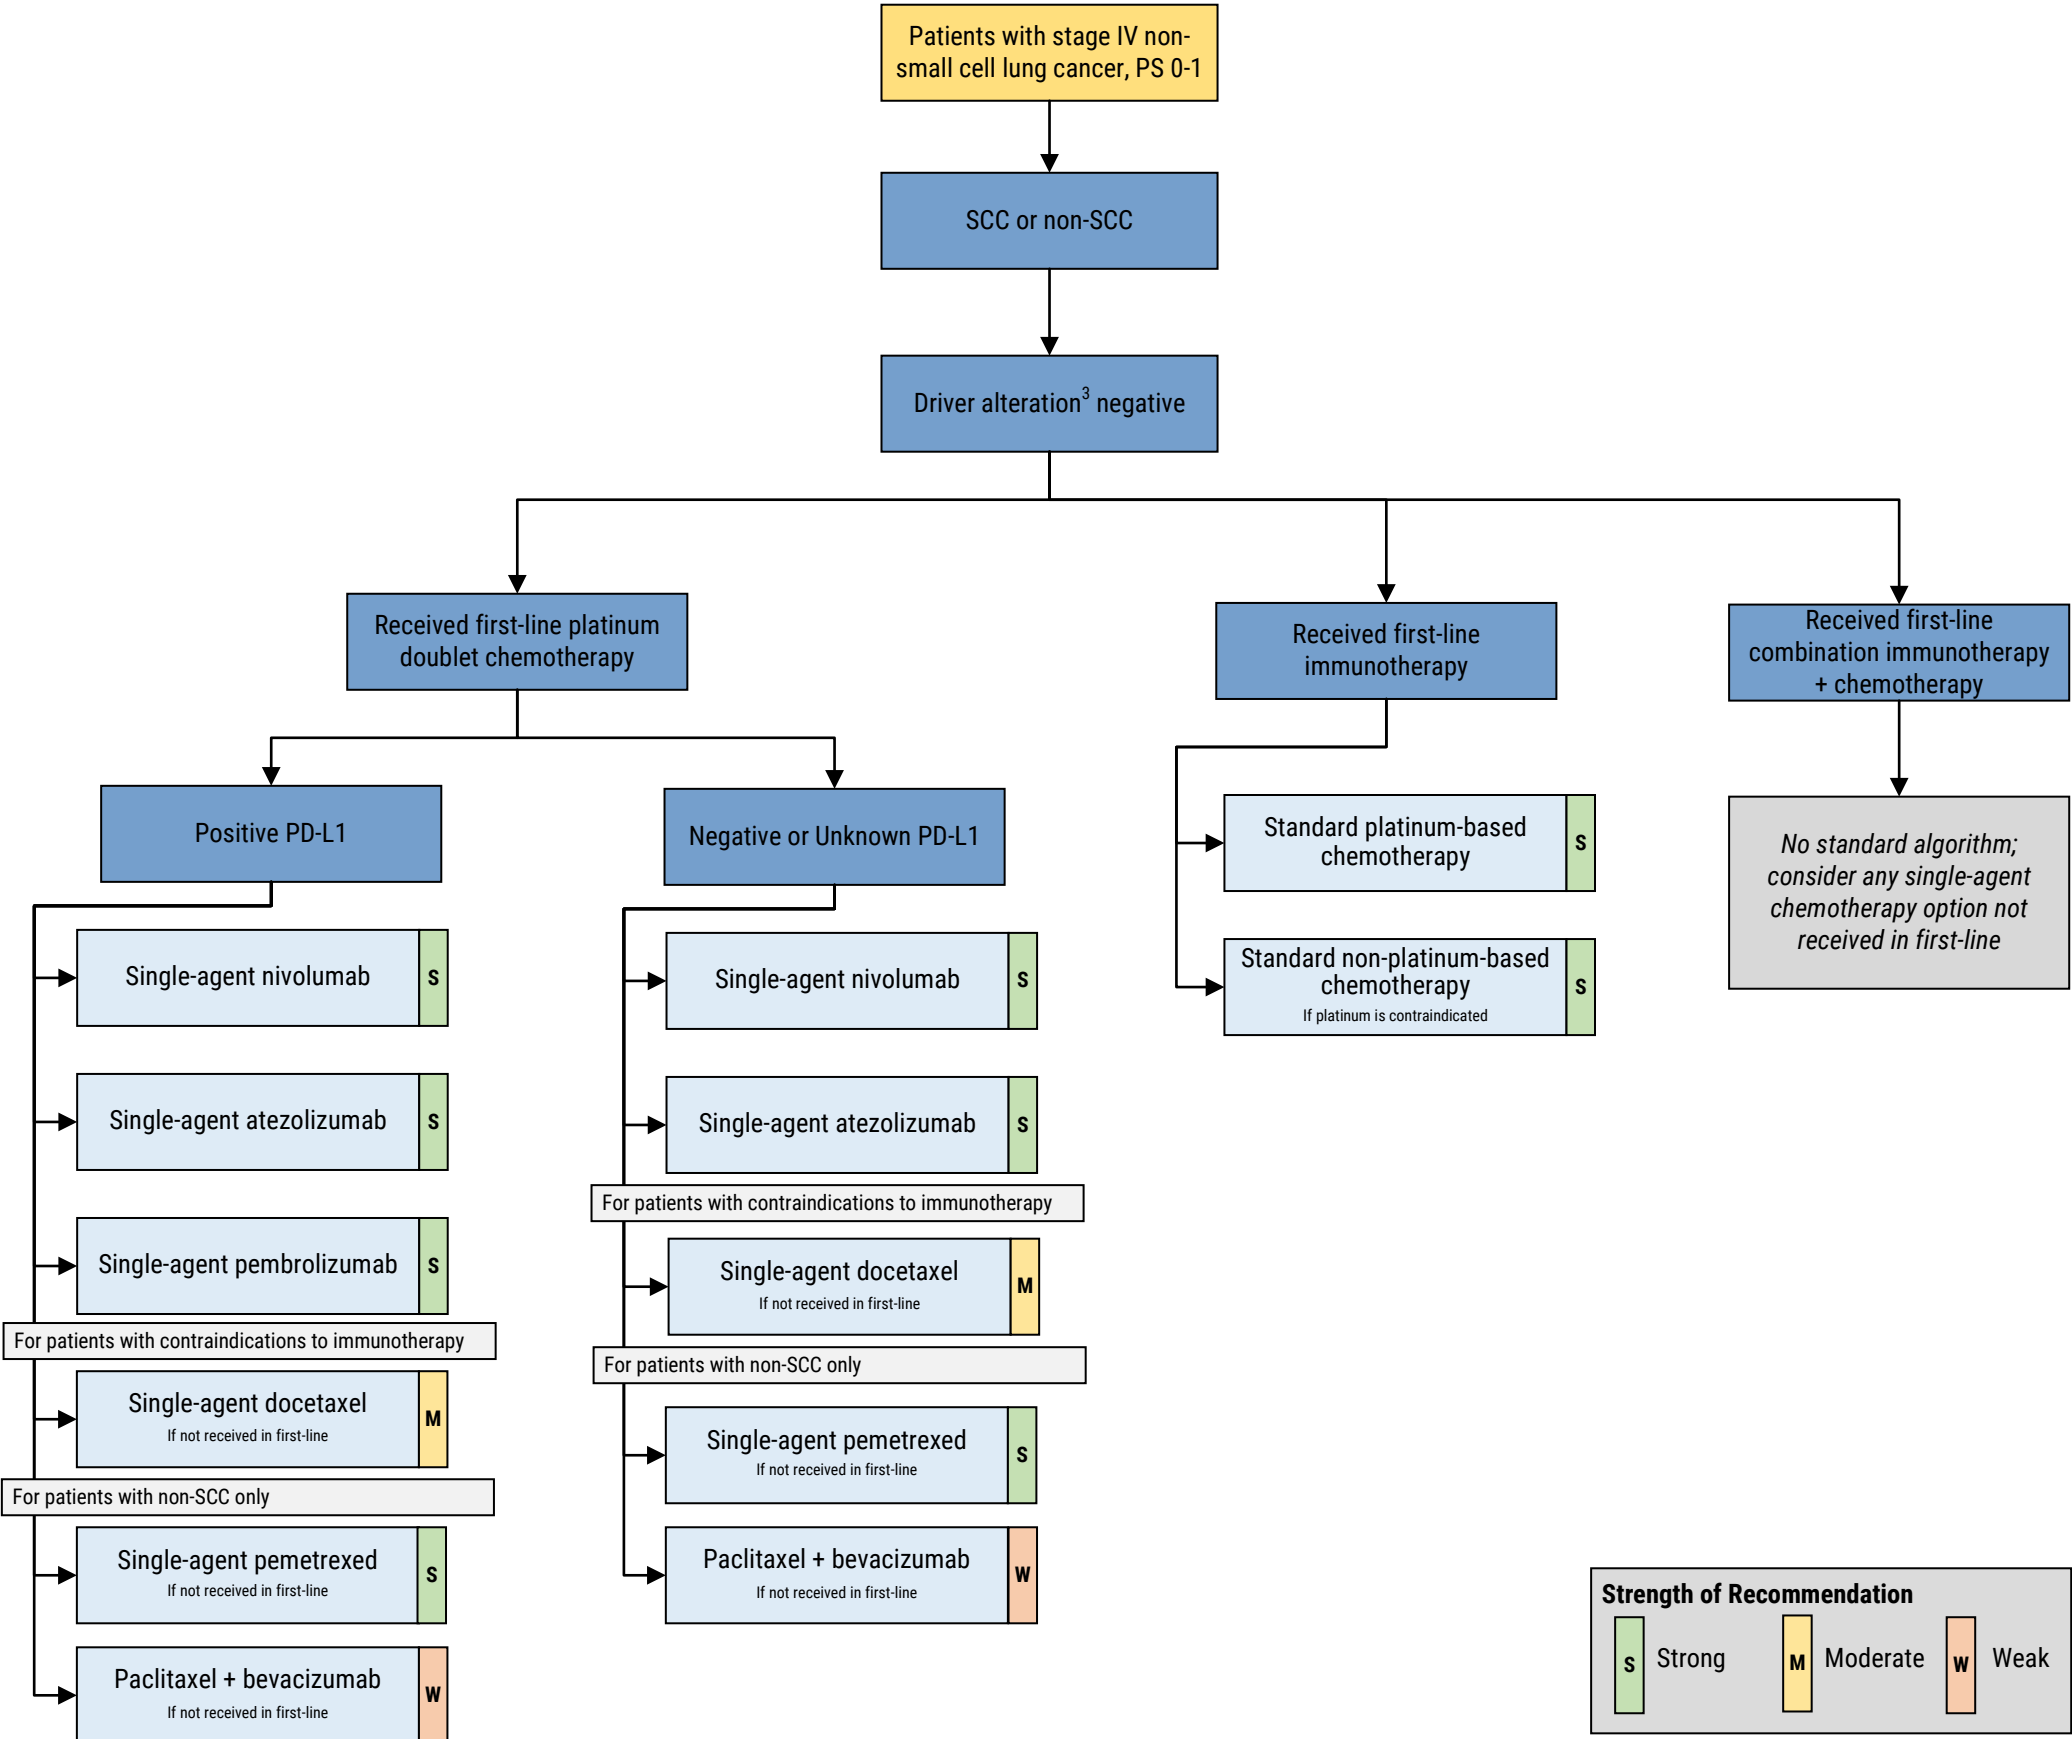 Patients with stage IV non-
small cell lung cancer, PS 0-1
SCC or non-SCC
Driver alteration³ negative
Received first-line platinum
doublet chemotherapy
Received first-line
immunotherapy
Received first-line
combination immunotherapy
+ chemotherapy
Positive PD-L1
Single-agent nivolumab
S
Single-agent atezolizumab
S
Single-agent pembrolizumab
S
For patients with contraindications to immunotherapy
Single-agent docetaxel
If not received in first-line
M
For patients with non-SCC only
Single-agent pemetrexed
If not received in first-line
S
Paclitaxel + bevacizumab
If not received in first-line
W
Negative or Unknown PD-L1
Single-agent nivolumab
S
Single-agent atezolizumab
S
For patients with contraindications to immunotherapy
Single-agent docetaxel
If not received in first-line
M
For patients with non-SCC only
Single-agent pemetrexed
If not received in first-line
S
Paclitaxel + bevacizumab
If not received in first-line
W
Standard platinum-based
chemotherapy
S
Standard non-platinum-based
chemotherapy
If platinum is contraindicated
S
No standard algorithm;
consider any single-agent
chemotherapy option not
received in first-line
Strength of Recommendation
S Strong
M Moderate
W Weak